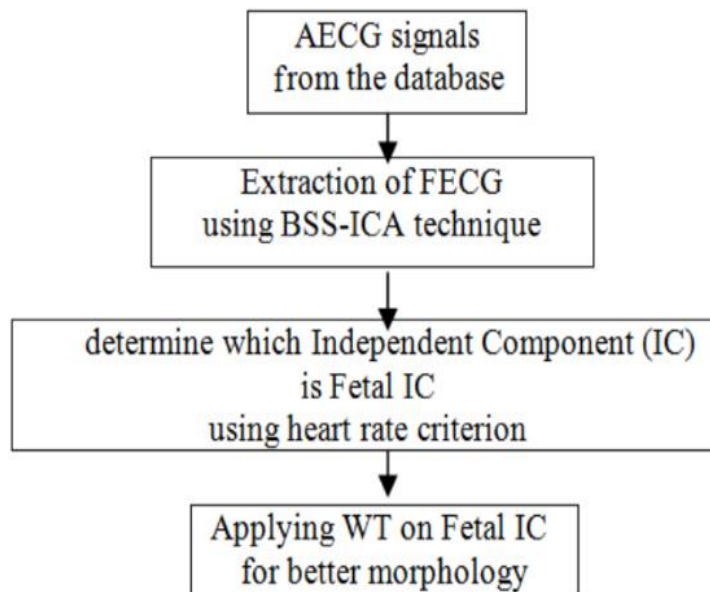 AECG signals
from the database
Extraction of FECG
using BSS-ICA technique
determine which Independent Component (IC)
is Fetal IC
using heart rate criterion
Applying WT on Fetal IC
for better morphology